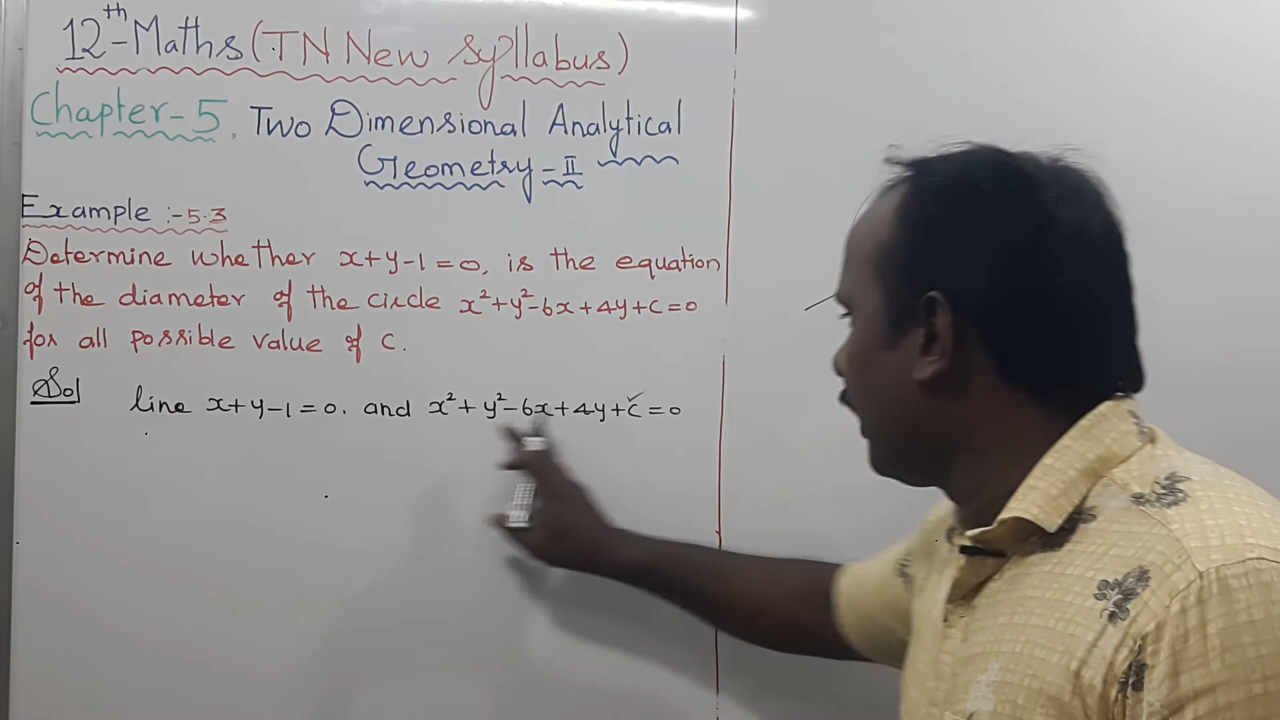 12th-Maths (TN New syllabus)
Chapter-5. Two Dimensional Analytical
Geometry-II
Example :-5.3
Determine whether x+y-1=0, is the equation
of the diameter of the circle x²+y²-6x+4y+c=0
for all possible value of c.
Sol line x+y-1=0. and x²+y²-6x+4y+c=0